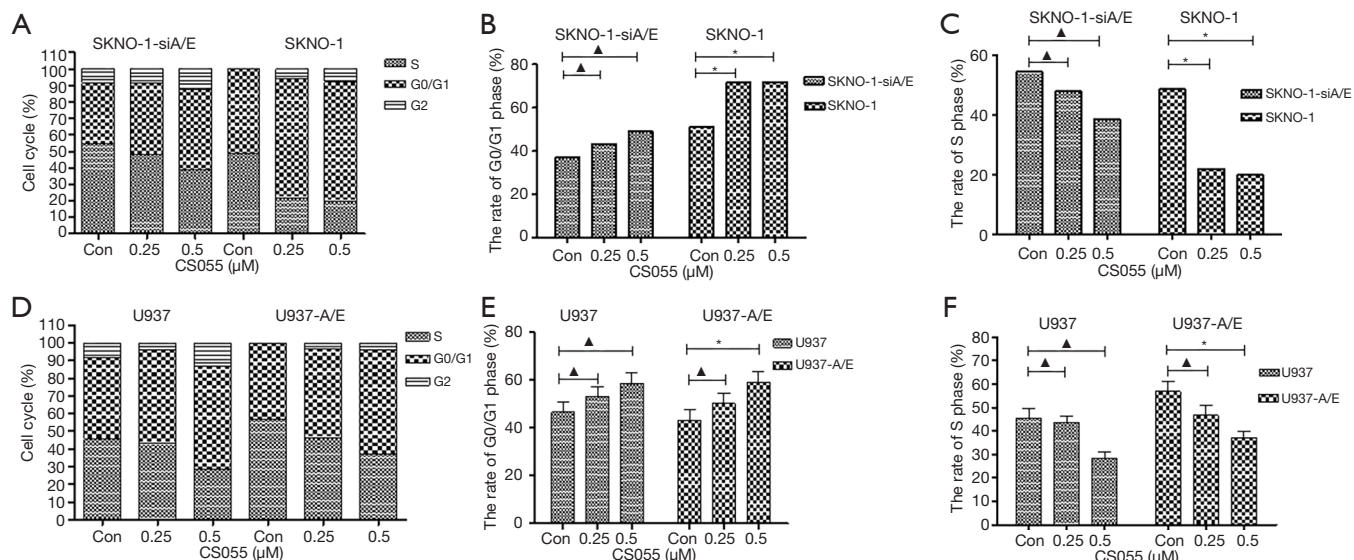 A
SKNO-1-siA/E SKNO-1
Cell cycle (%)
110
100
90
80
70
60
50
40
30
20
10
0
S
G0/G1
G2
Con 0.25 0.5 Con 0.25 0.5
CS055 (µM)
B
SKNO-1-siA/E SKNO-1
The rate of G0/G1 phase (%)
80
60
40
20
0
▲ ▲ * *
SKNO-1-siA/E
SKNO-1
Con 0.25 0.5 Con 0.25 0.5
CS055 (µM)
C
SKNO-1-siA/E SKNO-1
The rate of S phase (%)
60
40
20
0
▲ ▲ * *
SKNO-1-siA/E
SKNO-1
Con 0.25 0.5 Con 0.25 0.5
CS055 (µM)
D
U937 U937-A/E
Cell cycle (%)
110
100
90
80
70
60
50
40
30
20
10
0
S
G0/G1
G2
Con 0.25 0.5 Con 0.25 0.5
CS055 (µM)
E
U937 U937-A/E
The rate of G0/G1 phase (%)
80
60
40
20
0
▲ ▲ * ▲
U937
U937-A/E
Con 0.25 0.5 Con 0.25 0.5
CS055 (µM)
F
U937 U937-A/E
The rate of S phase (%)
80
70
60
50
40
30
20
10
0
▲ ▲ * ▲
U937
U937-A/E
Con 0.25 0.5 Con 0.25 0.5
CS055 (µM)